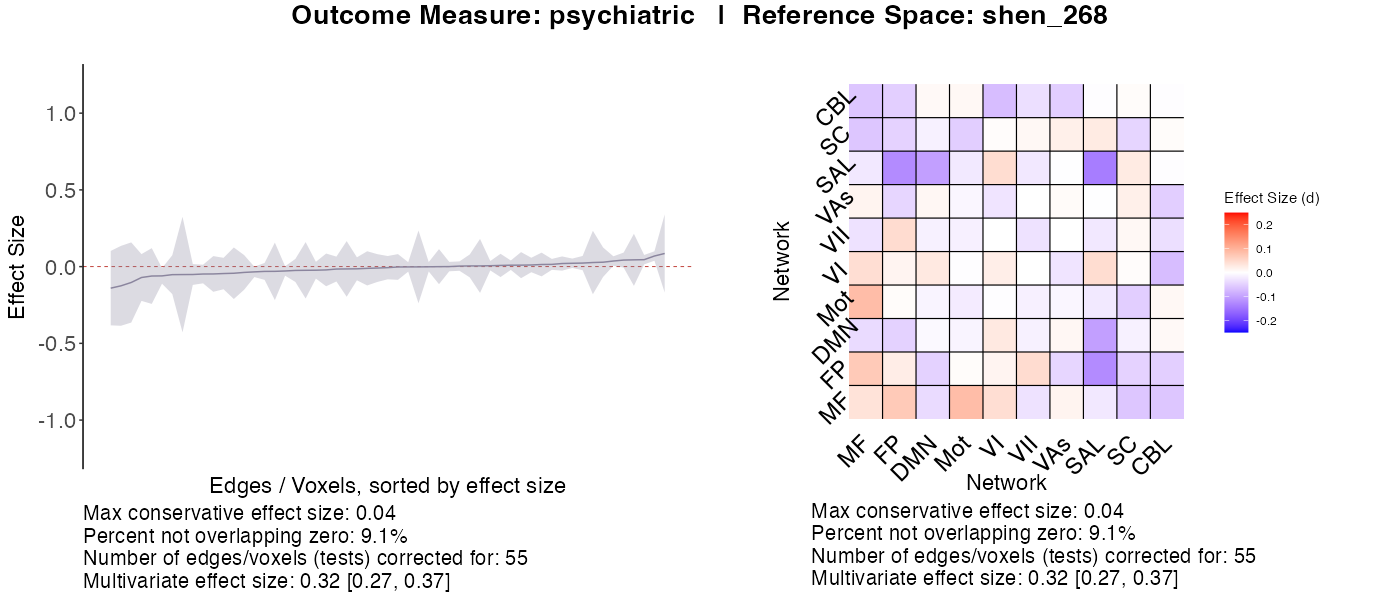 Outcome Measure: psychiatric | Reference Space: shen_268
Effect Size
1.0
0.5
0.0
-0.5
-1.0
Edges / Voxels, sorted by effect size
Max conservative effect size: 0.04
Percent not overlapping zero: 9.1%
Number of edges/voxels (tests) corrected for: 55
Multivariate effect size: 0.32 [0.27, 0.37]
Network
CBL
SC
SAL
VAs
VII
VI
Mot
DMN
FP
MF
MF
FP
DMN
Mot
VI
VII
VAs
SAL
SC
CBL
Network
Effect Size (d)
0.2
0.1
0.0
-0.1
-0.2
Max conservative effect size: 0.04
Percent not overlapping zero: 9.1%
Number of edges/voxels (tests) corrected for: 55
Multivariate effect size: 0.32 [0.27, 0.37]